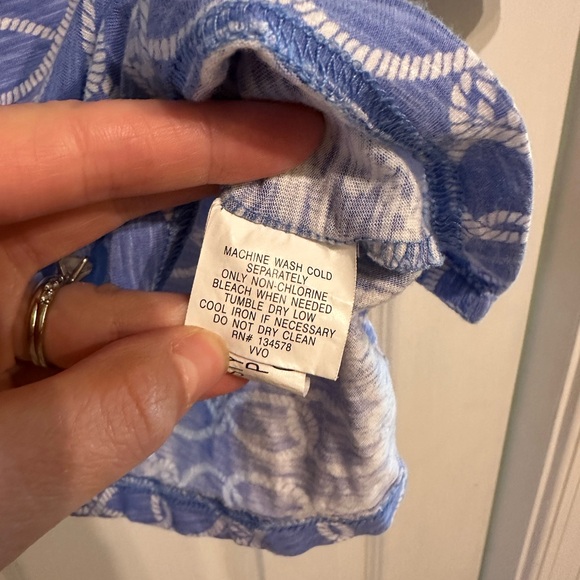 MACHINE WASH COLD
SEPARATELY
ONLY NON-CHLORINE
BLEACH WHEN NEEDED
TUMBLE DRY LOW
COOL IRON IF NECESSARY
DO NOT DRY CLEAN
RN# 134578
VVO
P